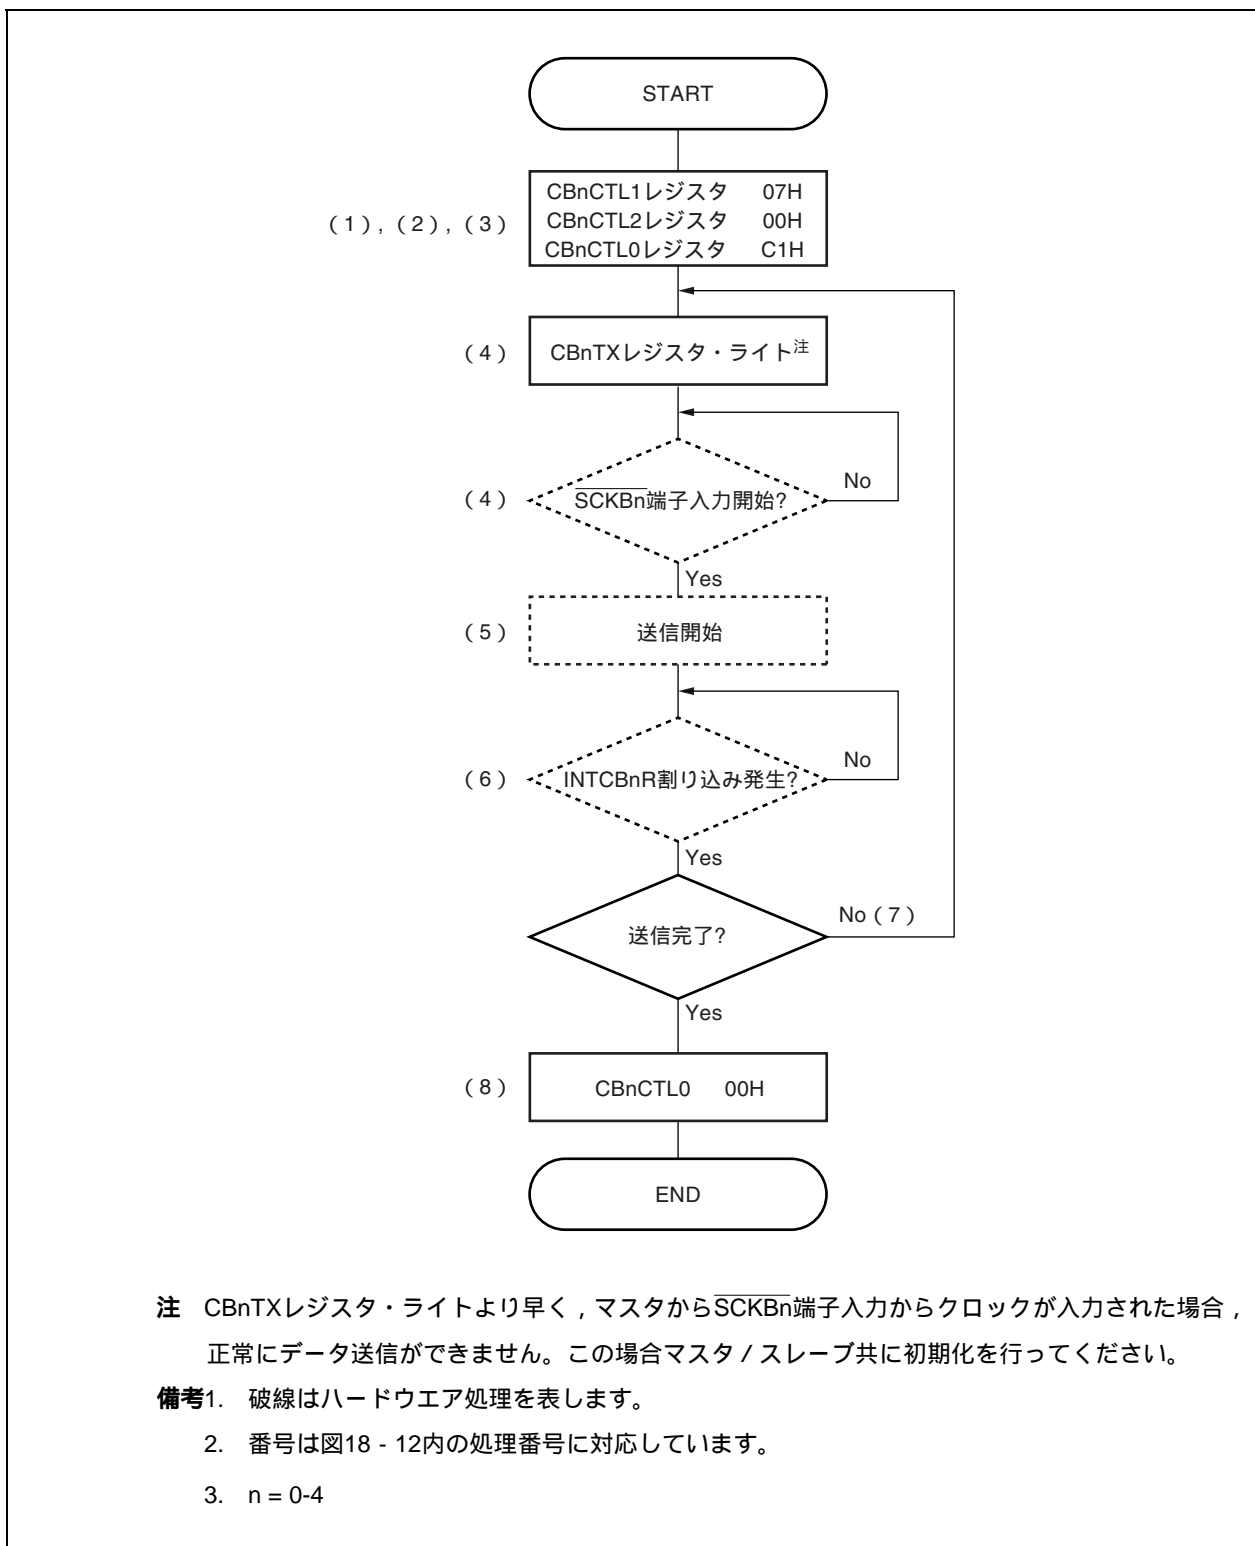 START
CBnCTL1レジスタ 07H
(1),(2),(3) CBnCTL2レジスタ 00H
CBnCTL0レジスタ C1H
(4) CBnTXレジスタ・ライト注
(4) SCKBn端子入力開始? No
Yes
(5) 送信開始
(6) INTCBnR割り込み発生? No
Yes
送信完了? No(7)
Yes
(8) CBnCTL0 00H
END
注 CBnTXレジスタ・ライトより早く，マスタからSCKBn端子入力からクロックが入力された場合，
正常にデータ送信ができません。この場合マスタ／スレーブ共に初期化を行ってください。
備考1. 破線はハードウエア処理を表します。
2. 番号は図18 - 12内の処理番号に対応しています。
3. n = 0-4